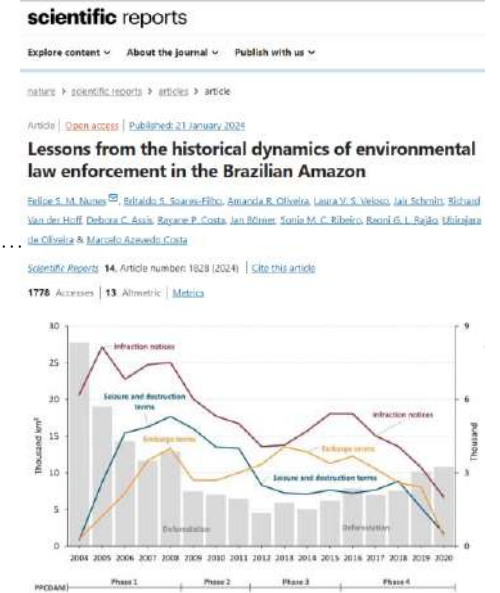 scientific reports
Explore content About the journal Publish with us
nature > scientific reports > articles > article
Article | Open access | Published: 21 January 2024
Lessons from the historical dynamics of environmental
law enforcement in the Brazilian Amazon
Felipe S. M. Nunes, Britaldo S. Soares-Filho, Amanda R. Oliveira, Laura V. S. Veloso, Jair Schmitt, Richard
Van der Hoff, Debora C. Assis, Rayane P. Costa, Jan Börner, Sonia M. C. Ribeiro, Raoni G. L. Rajão, Ubirajara
... de Oliveira & Marcelo Azevedo Costa
Scientific Reports 14, Article number: 1828 (2024) | Cite this article
1778 Accesses | 13 Altmetric | Metrics
30 9
Infraction notices
25
Seizure and destruction
terms
20 6
Infraction notices
Thousand km²
Thousand
15
Embargo terms Embargo terms
10 3
Seizure and destruction terms
5
Deforestation Deforestation
0 0
2004 2005 2006 2007 2008 2009 2010 2011 2012 2013 2014 2015 2016 2017 2018 2019 2020
PPCDAM Phase 1 Phase 2 Phase 3 Phase 4